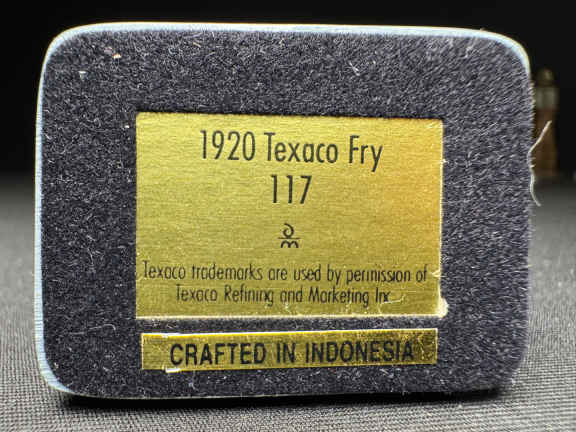 1920 Texaco Fry
117
Texaco trademarks are used by permission of
Texaco Refining and Marketing Inc.
CRAFTED IN INDONESIA